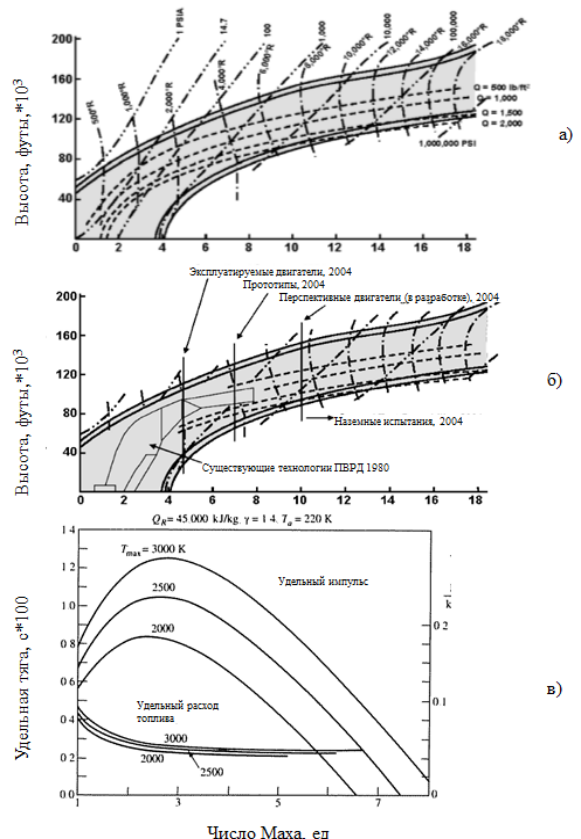 1 PSIA
14.7
100
1,000
10,000
100,000
500°R
1,000°R
2,000°R
4,000°R
6,000°R
8,000°R
10,000°R
12,000°R
14,000°R
16,000°R
18,000°R
200
160
120
80
40
Высота, футы,*10³
Q = 500 lb/ft²
Q = 1,000
Q = 1,500
Q = 2,000
1,000,000 PSI
0 2 4 6 8 10 12 14 16 18
а)
Эксплуатируемые двигатели, 2004
Прототипы, 2004
Перспективные двигатели (в разработке), 2004
200
160
120
80
40
Высота, футы,*10³
Наземные испытания, 2004
Существующие технологии ПВРД 1980
0 2 4 6 8 10 12 14 16 18
б)
Q_R = 45.000 kJ/kg. γ = 1 4. T_a = 220 K
1.4
1.2
1.0
0.8
0.6
0.4
0.2
0.0
Удельная тяга, с*100
T_max = 3000 K
2500
2000
Удельный импульс
Удельный расход
топлива
3000
2000
2500
k
0.2
0.1
0
1 3 5 7 8
в)
Число Маха, ед